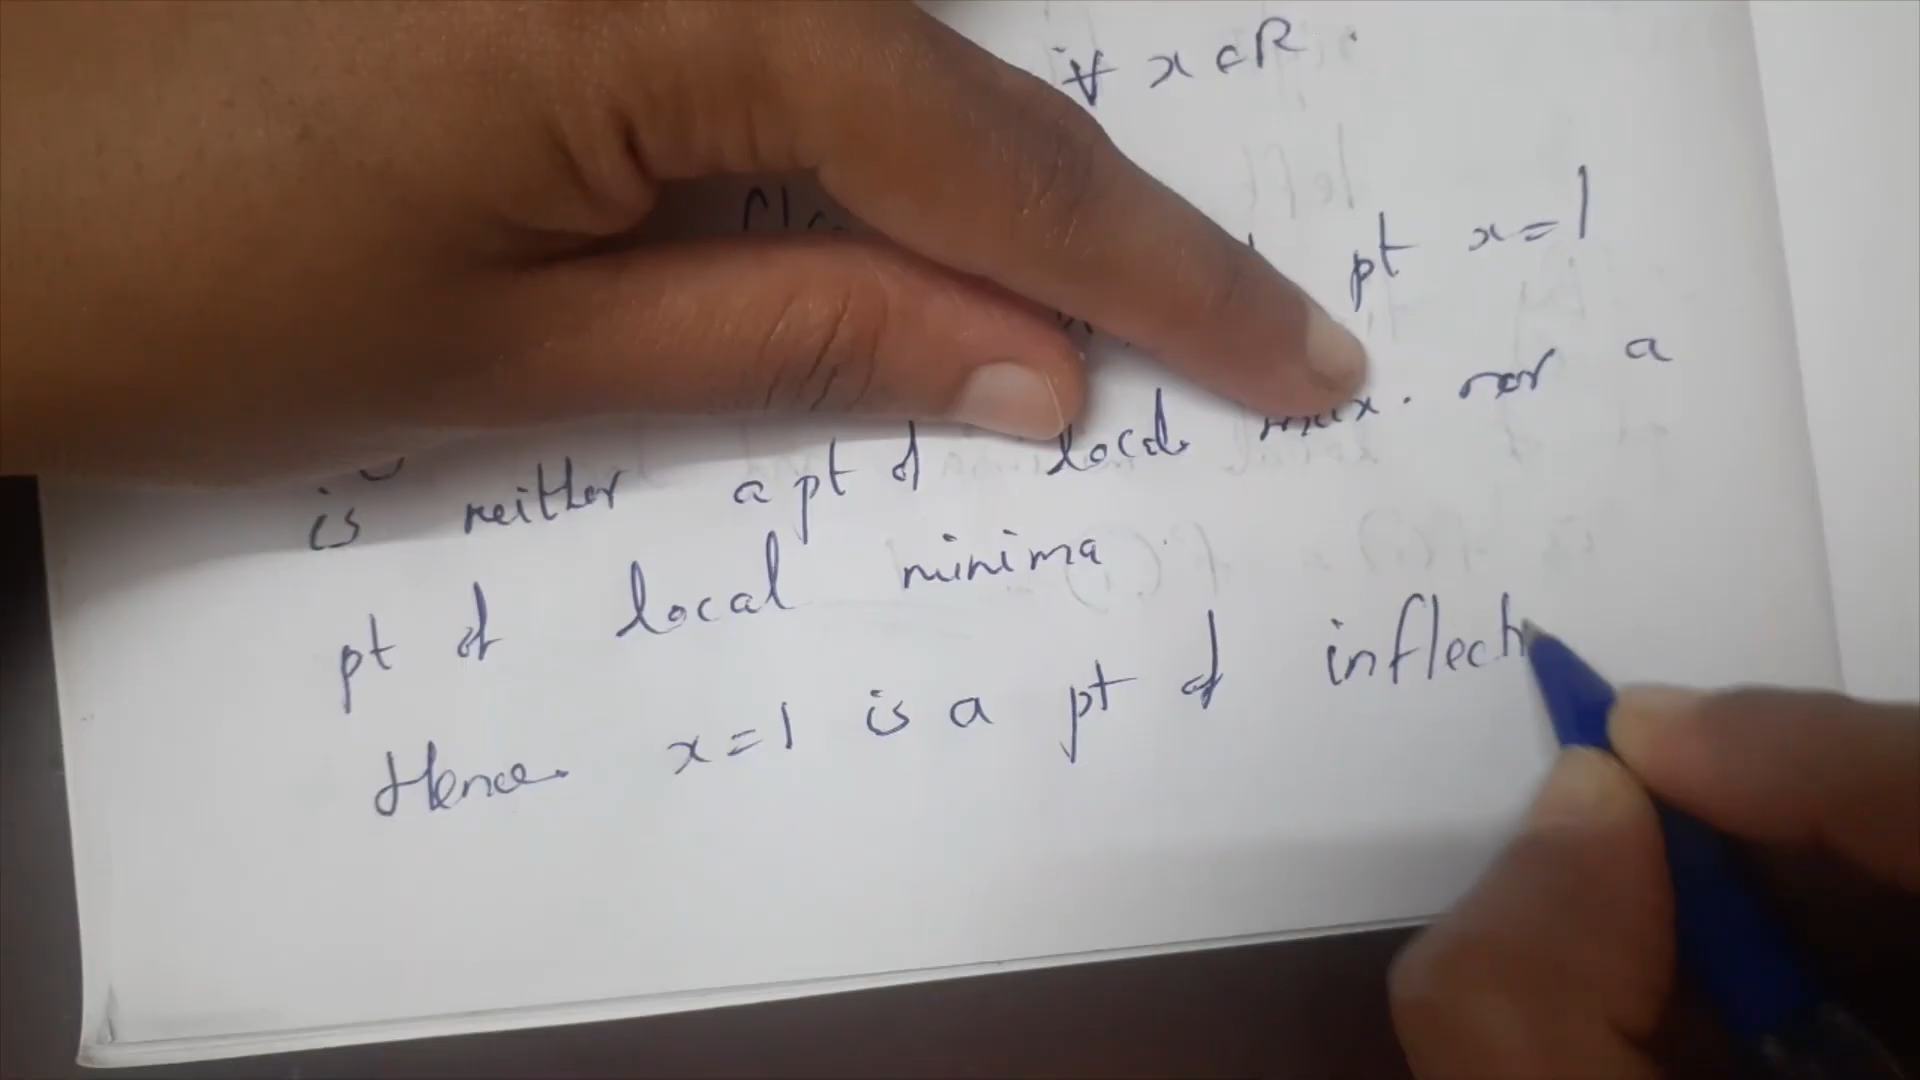 ∀ x ∈ R.
pt x=1
is neither a pt of local max. nor a
pt of local minima
Hence x=1 is a pt of inflecti